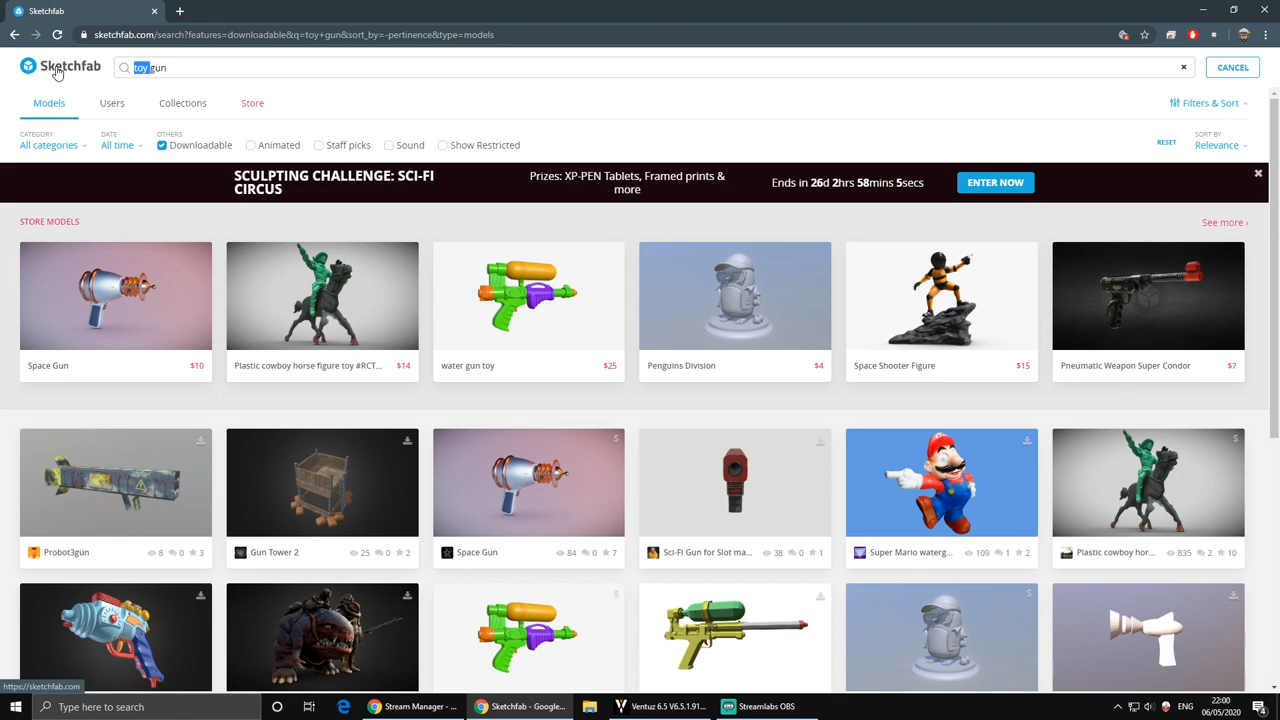 Sketchfab
sketchfab.com/search?features=downloadable&q=toy+gun&sort_by=-pertinence&type=models
Sketchfab
toy gun
CANCEL
Models
Users
Collections
Store
Filters & Sort
CATEGORY
All categories
DATE
All time
OTHERS
Downloadable
Animated
Staff picks
Sound
Show Restricted
RESET
SORT BY
Relevance
SCULPTING CHALLENGE: SCI-FI
CIRCUS
Prizes: XP-PEN Tablets, Framed prints &
more
Ends in 26d 2hrs 58mins 5secs
ENTER NOW
STORE MODELS
See more ›
Space Gun $10
Plastic cowboy horse figure toy #RCT... $14
water gun toy $25
Penguins Division $4
Space Shooter Figure $15
Pneumatic Weapon Super Condor $7
Probot3gun 8 0 3
Gun Tower 2 25 0 2
$
Space Gun 84 0 7
Sci-FI Gun for Slot ma... 38 0 1
Super Mario waterg... 109 1 2
$
Plastic cowboy hor... 835 2 10
$
$
https://sketchfab.com
Type here to search
Stream Manager - ...
Sketchfab - Google...
Ventuz 6.5 V6.5.1.91...
Streamlabs OBS
ENG
22:00
06/05/2020